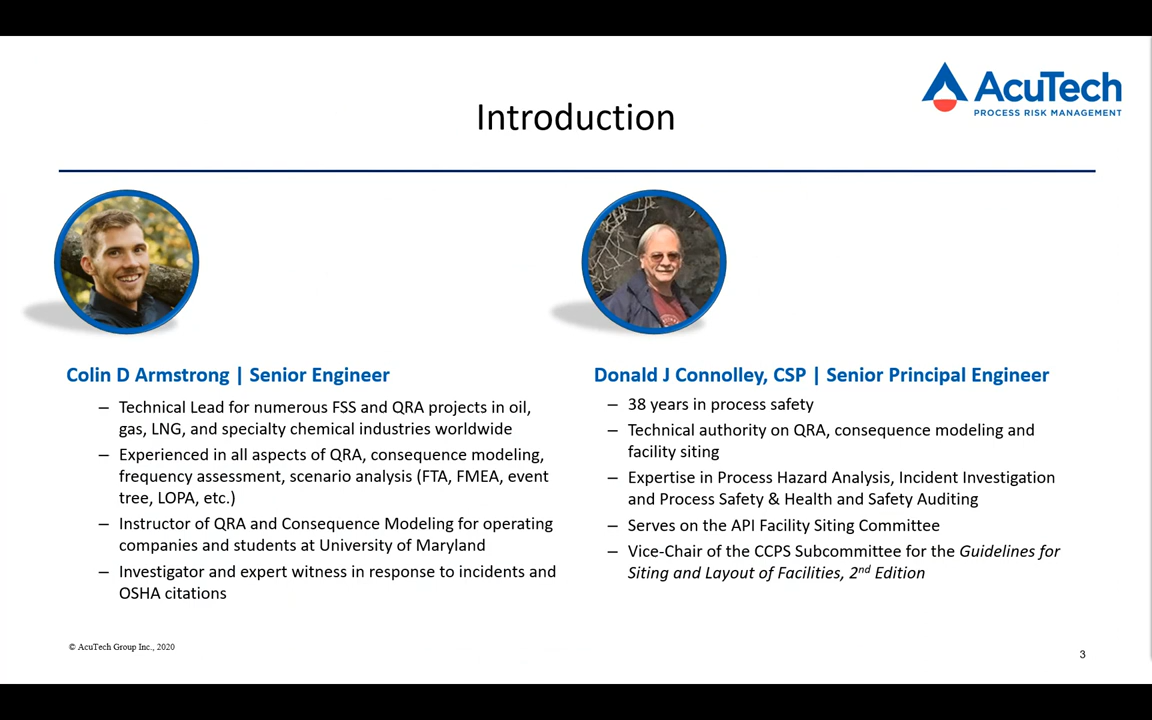 AcuTech
PROCESS RISK MANAGEMENT
Introduction
Colin D Armstrong | Senior Engineer
– Technical Lead for numerous FSS and QRA projects in oil,
gas, LNG, and specialty chemical industries worldwide
– Experienced in all aspects of QRA, consequence modeling,
frequency assessment, scenario analysis (FTA, FMEA, event
tree, LOPA, etc.)
– Instructor of QRA and Consequence Modeling for operating
companies and students at University of Maryland
– Investigator and expert witness in response to incidents and
OSHA citations
Donald J Connolley, CSP | Senior Principal Engineer
– 38 years in process safety
– Technical authority on QRA, consequence modeling and
facility siting
– Expertise in Process Hazard Analysis, Incident Investigation
and Process Safety & Health and Safety Auditing
– Serves on the API Facility Siting Committee
– Vice-Chair of the CCPS Subcommittee for the Guidelines for
Siting and Layout of Facilities, 2nd Edition
© AcuTech Group Inc., 2020
3